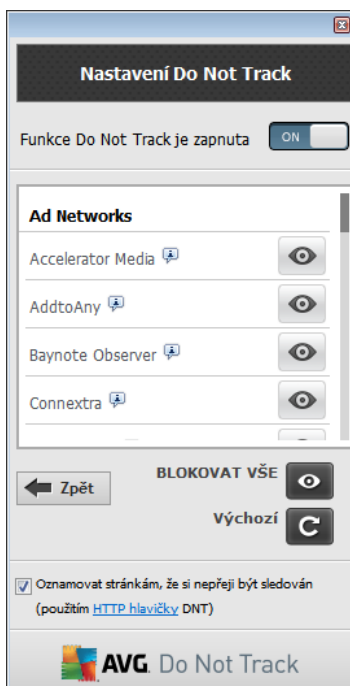 Nastavení Do Not Track
Funkce Do Not Track je zapnuta ON
Ad Networks
Accelerator Media
AddtoAny
Baynote Observer
Connextra
BLOKOVAT VŠE
Zpět
Výchozí
Oznamovat stránkám, že si nepřeji být sledován
(použitím HTTP hlavičky DNT)
AVG. Do Not Track